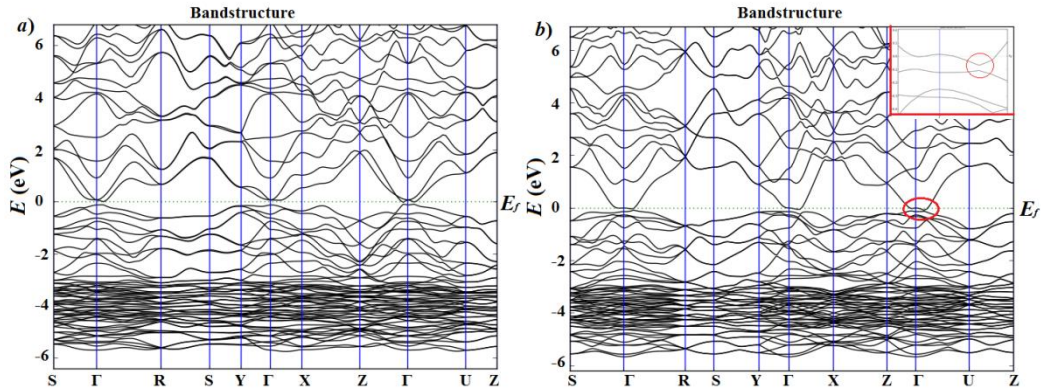 Bandstructure
a)
E (eV)
6
4
2
0
-2
-4
-6
E_f
S Γ R S Y Γ X Z Γ U Z
Bandstructure
b)
E (eV)
6
4
2
0
-2
-4
-6
E_f
S Γ R S Y Γ X Z Γ U Z